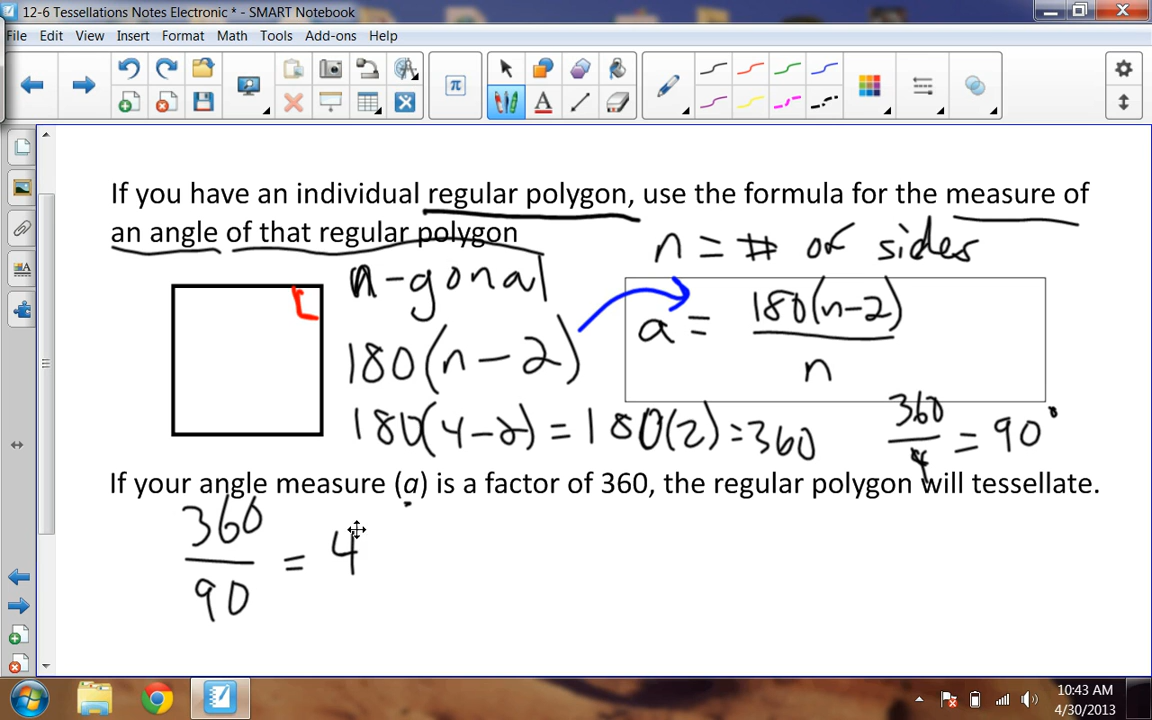 12-6 Tessellations Notes Electronic * - SMART Notebook
File Edit View Insert Format Math Tools Add-ons Help
π
A
If you have an individual regular polygon, use the formula for the measure of
an angle of that regular polygon
n = # of sides
n-gonal
a = 180(n-2)
n
180(n-2)
180(4-2) = 180(2) = 360
360
4
= 90°
If your angle measure (a) is a factor of 360, the regular polygon will tessellate.
360
90
= 4
10:43 AM
4/30/2013